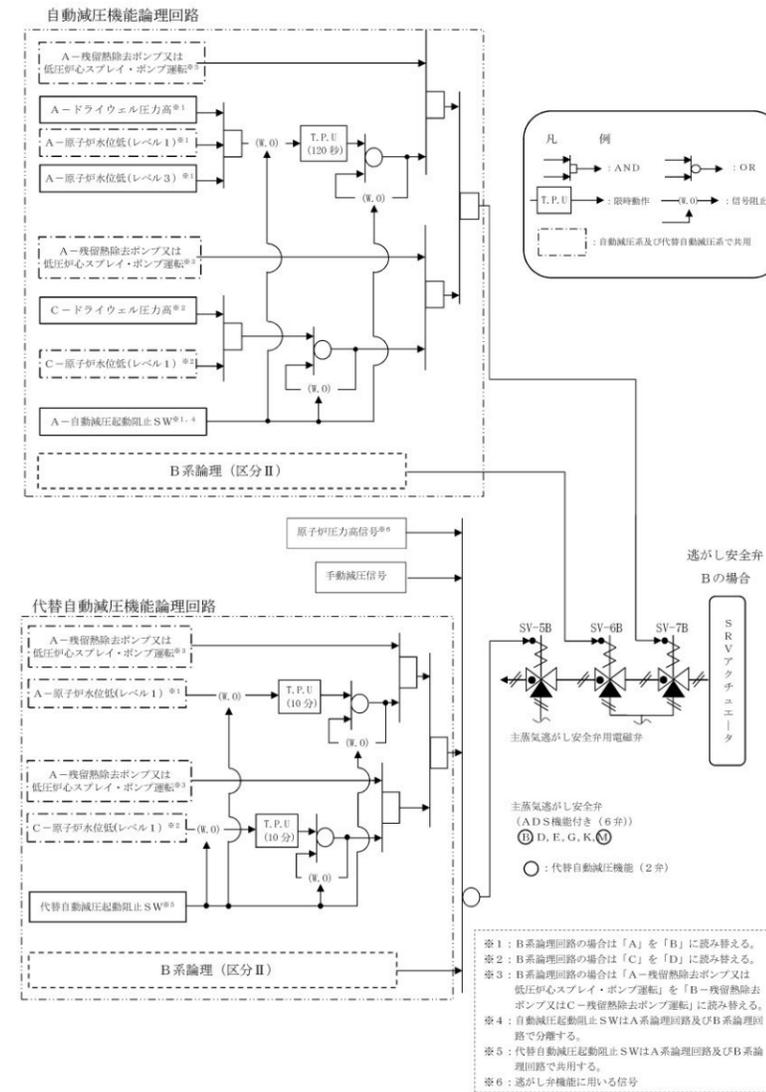 自動減圧機能論理回路
A－残留熱除去ポンプ又は
低圧炉心スプレイ・ポンプ運転※3
A－ドライウェル圧力高※1
A－原子炉水位低(レベル1)※1
A－原子炉水位低(レベル3)※1
(W.O)
T.P.U
(120秒)
(W.O)
A－残留熱除去ポンプ又は
低圧炉心スプレイ・ポンプ運転※3
C－ドライウェル圧力高※2
C－原子炉水位低(レベル1)※2
(W.O)
A－自動減圧起動阻止SW※1,4
B系論理（区分Ⅱ）
凡　例
：AND
：OR
T.P.U
：限時動作
(W.O)
：信号阻止
：自動減圧系及び代替自動減圧系で共用
原子炉圧力高信号※6
手動減圧信号
代替自動減圧機能論理回路
A－残留熱除去ポンプ又は
低圧炉心スプレイ・ポンプ運転※3
A－原子炉水位低(レベル1)※1
(W.O)
T.P.U
(10分)
(W.O)
A－残留熱除去ポンプ又は
低圧炉心スプレイ・ポンプ運転※3
C－原子炉水位低(レベル1)※2
(W.O)
T.P.U
(10分)
(W.O)
代替自動減圧起動阻止SW※5
B系論理（区分Ⅱ）
逃がし安全弁
Bの場合
SV-5B
SV-6B
SV-7B
SRVアクチュエータ
主蒸気逃がし安全弁用電磁弁
主蒸気逃がし安全弁
(ADS機能付き（6弁）)
B D, E, G, K, M
：代替自動減圧機能（2弁）
※1：B系論理回路の場合は「A」を「B」に読み替える。
※2：B系論理回路の場合は「C」を「D」に読み替える。
※3：B系論理回路の場合は「A－残留熱除去ポンプ又は
低圧炉心スプレイ・ポンプ運転」を「B－残留熱除去
ポンプ又はC－残留熱除去ポンプ運転」に読み替える。
※4：自動減圧起動阻止SWはA系論理回路及びB系論理回
路で分離する。
※5：代替自動減圧起動阻止SWはA系論理回路及びB系論
理回路で共用する。
※6：逃がし弁機能に用いる信号